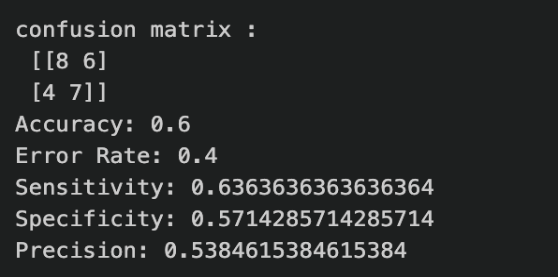 confusion matrix :
[[8 6]
[4 7]]
Accuracy: 0.6
Error Rate: 0.4
Sensitivity: 0.6363636363636364
Specificity: 0.5714285714285714
Precision: 0.5384615384615384